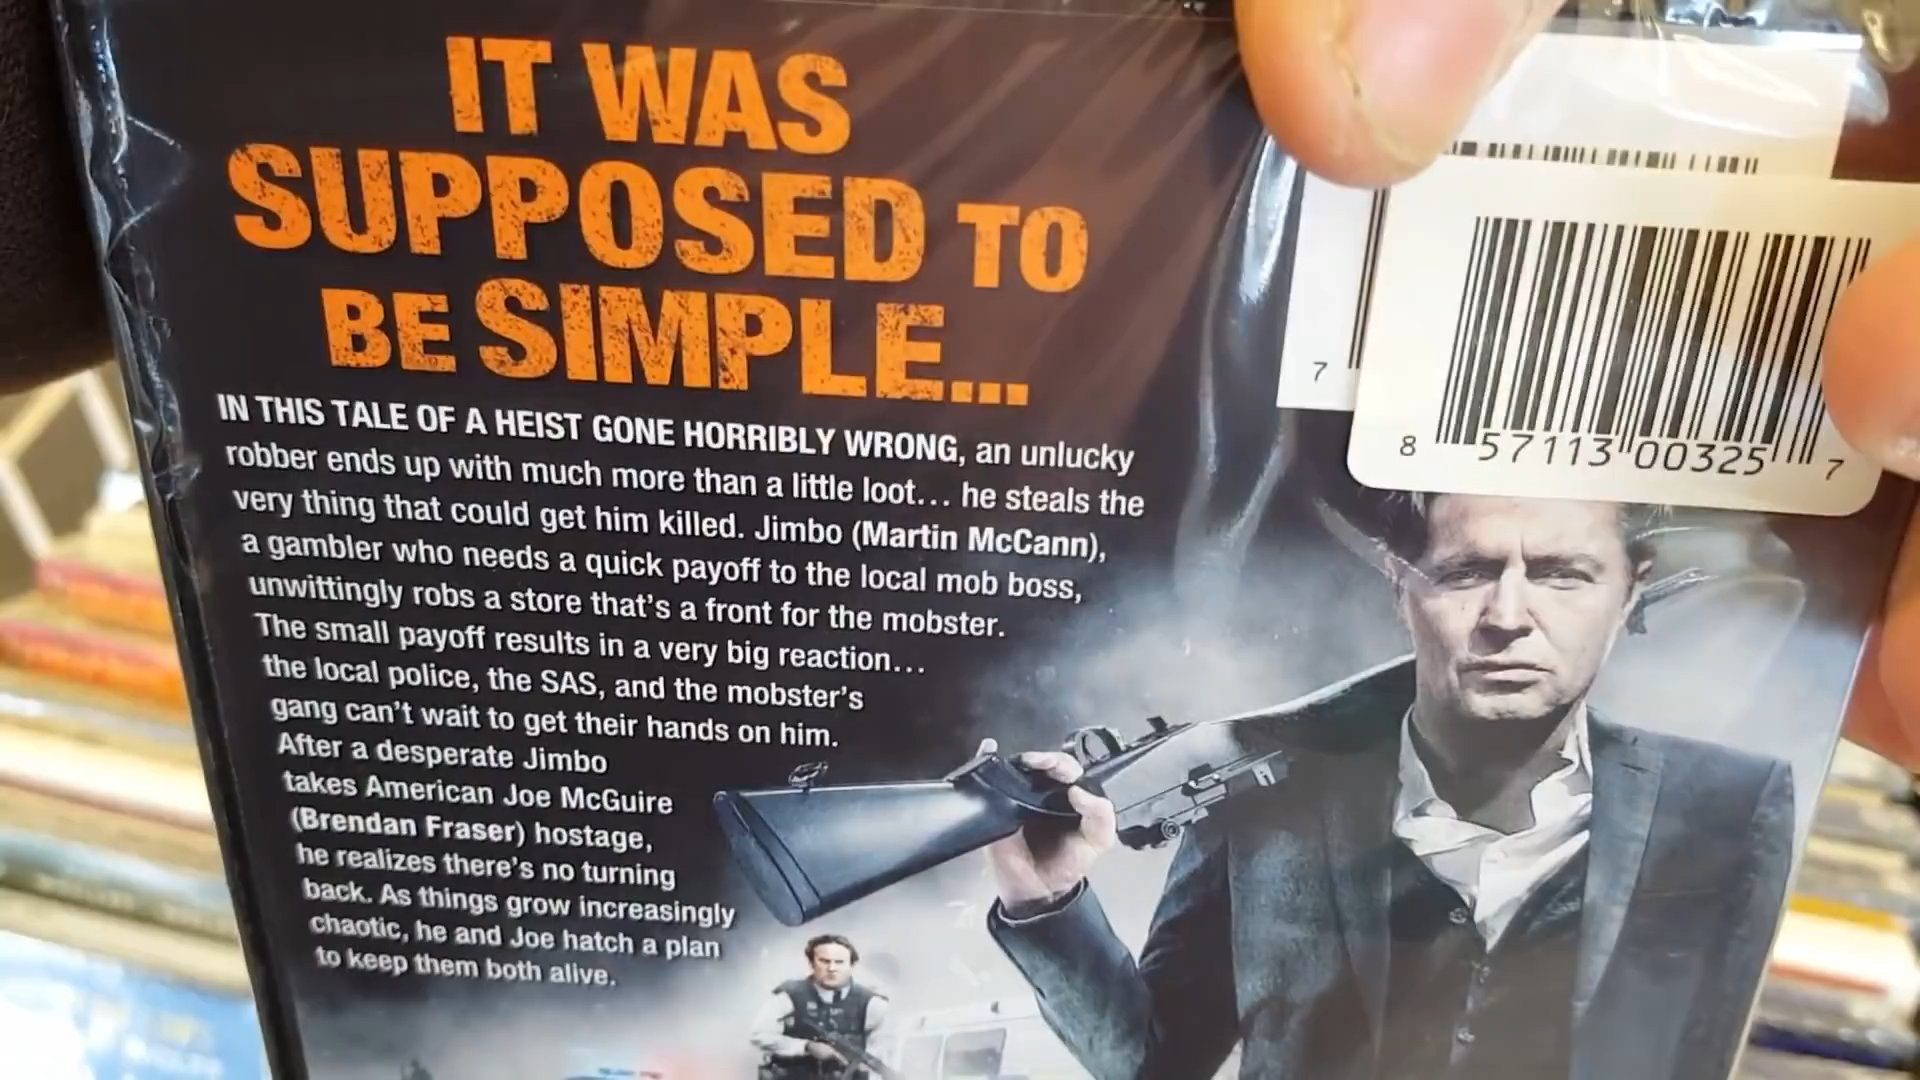 IT WAS
SUPPOSED TO
BE SIMPLE...
IN THIS TALE OF A HEIST GONE HORRIBLY WRONG, an unlucky
robber ends up with much more than a little loot... he steals the
very thing that could get him killed. Jimbo (Martin McCann),
a gambler who needs a quick payoff to the local mob boss,
unwittingly robs a store that's a front for the mobster.
The small payoff results in a very big reaction...
the local police, the SAS, and the mobster's
gang can't wait to get their hands on him.
After a desperate Jimbo
takes American Joe McGuire
(Brendan Fraser) hostage,
he realizes there's no turning
back. As things grow increasingly
chaotic, he and Joe hatch a plan
to keep them both alive.
7
8 57113 00325 7